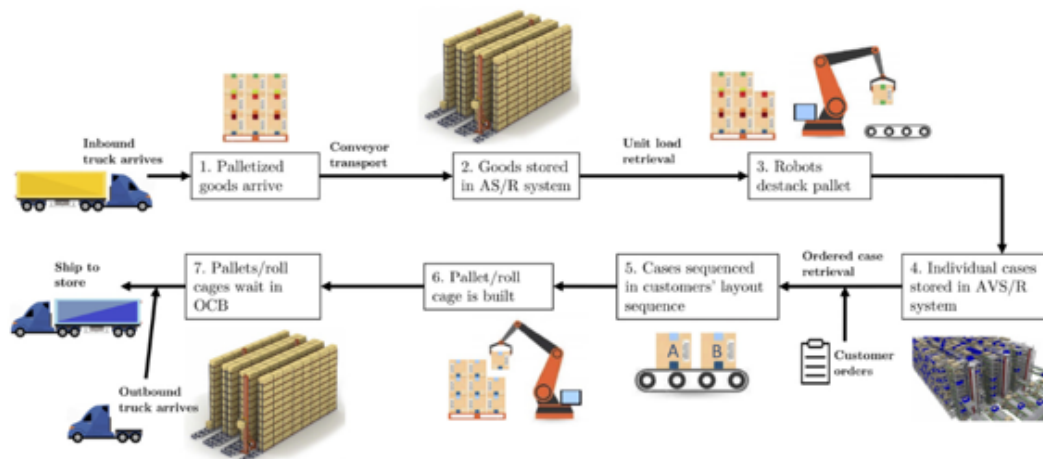 Inbound
truck arrives
1. Palletized
goods arrive
Conveyor
transport
2. Goods stored
in AS/R system
Unit load
retrieval
3. Robots
destack pallet
4. Individual cases
stored in AVS/R
system
Ordered case
retrieval
Customer
orders
5. Cases sequenced
in customers' layout
sequence
A B
6. Pallet/roll
cage is built
7. Pallets/roll
cages wait in
OCB
Ship to
store
Outbound
truck arrives